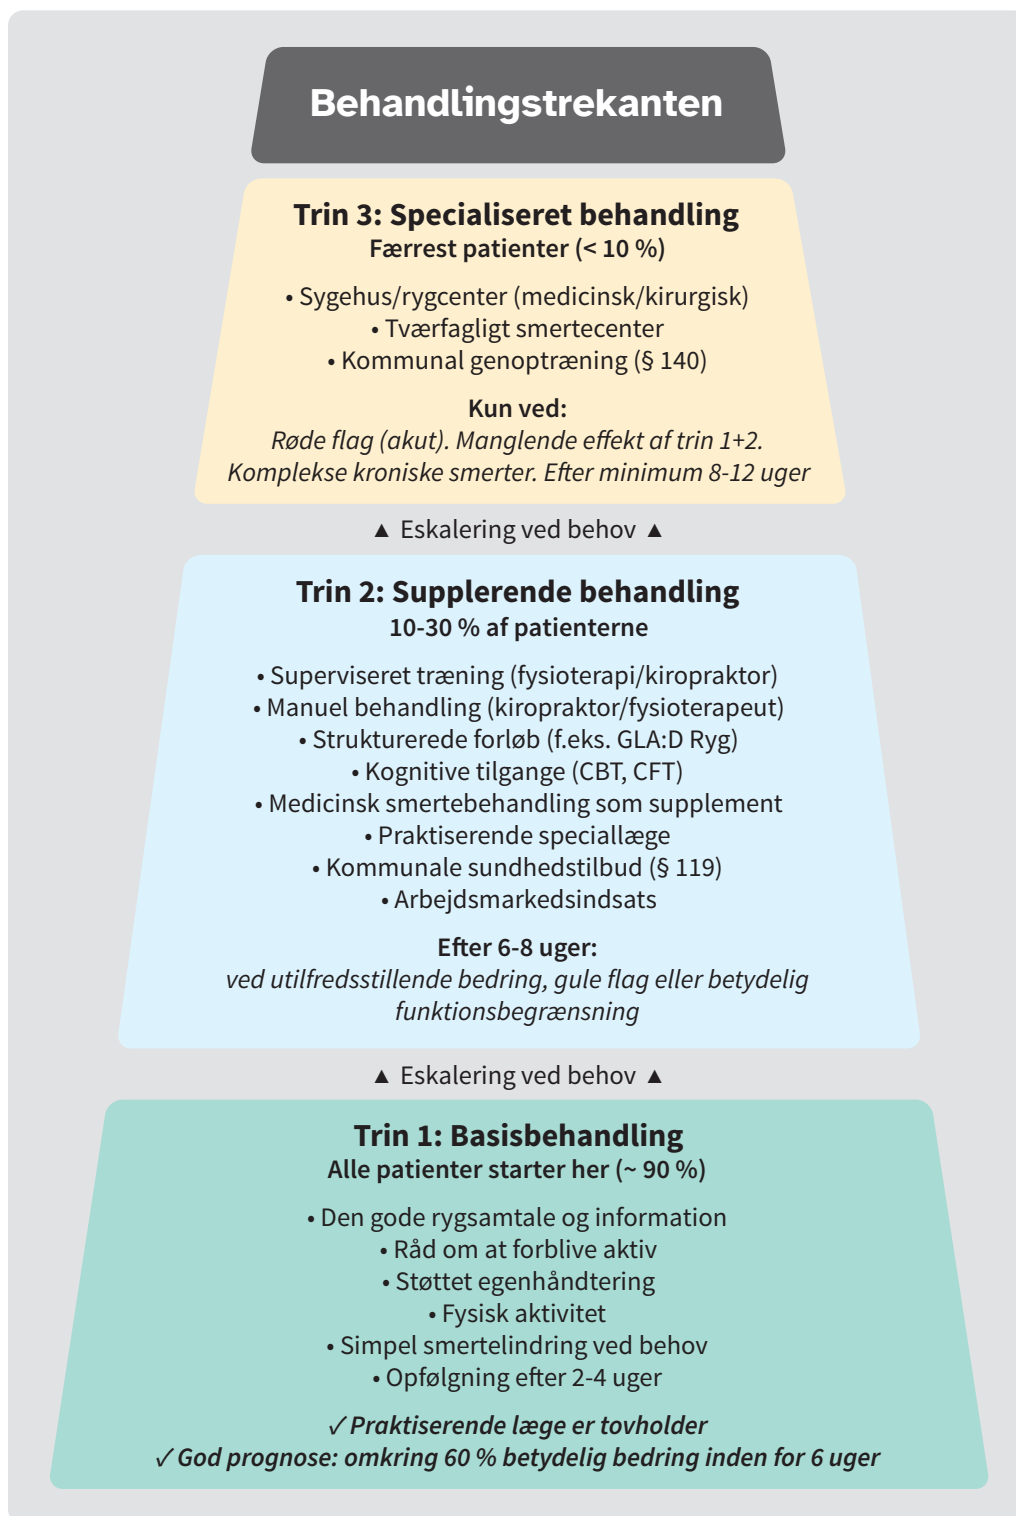 Behandlingstrekanten
Trin 3: Specialiseret behandling
Færrest patienter (< 10 %)
• Sygehus/rygcenter (medicinsk/kirurgisk)
• Tværfagligt smertecenter
• Kommunal genoptræning (§ 140)
Kun ved:
Røde flag (akut). Manglende effekt af trin 1+2.
Komplekse kroniske smerter. Efter minimum 8-12 uger
▲ Eskalering ved behov ▲
Trin 2: Supplerende behandling
10-30 % af patienterne
• Superviseret træning (fysioterapi/kiropraktor)
• Manuel behandling (kiropraktor/fysioterapeut)
• Strukturerede forløb (f.eks. GLA:D Ryg)
• Kognitive tilgange (CBT, CFT)
• Medicinsk smertebehandling som supplement
• Praktiserende speciallæge
• Kommunale sundhedstilbud (§ 119)
• Arbejdsmarkedsindsats
Efter 6-8 uger:
ved utilfredsstillende bedring, gule flag eller betydelig
funktionsbegrænsning
▲ Eskalering ved behov ▲
Trin 1: Basisbehandling
Alle patienter starter her (~ 90 %)
• Den gode rygsamtale og information
• Råd om at forblive aktiv
• Støttet egenhåndtering
• Fysisk aktivitet
• Simpel smertelindring ved behov
• Opfølgning efter 2-4 uger
✓ Praktiserende læge er tovholder
✓ God prognose: omkring 60 % betydelig bedring inden for 6 uger